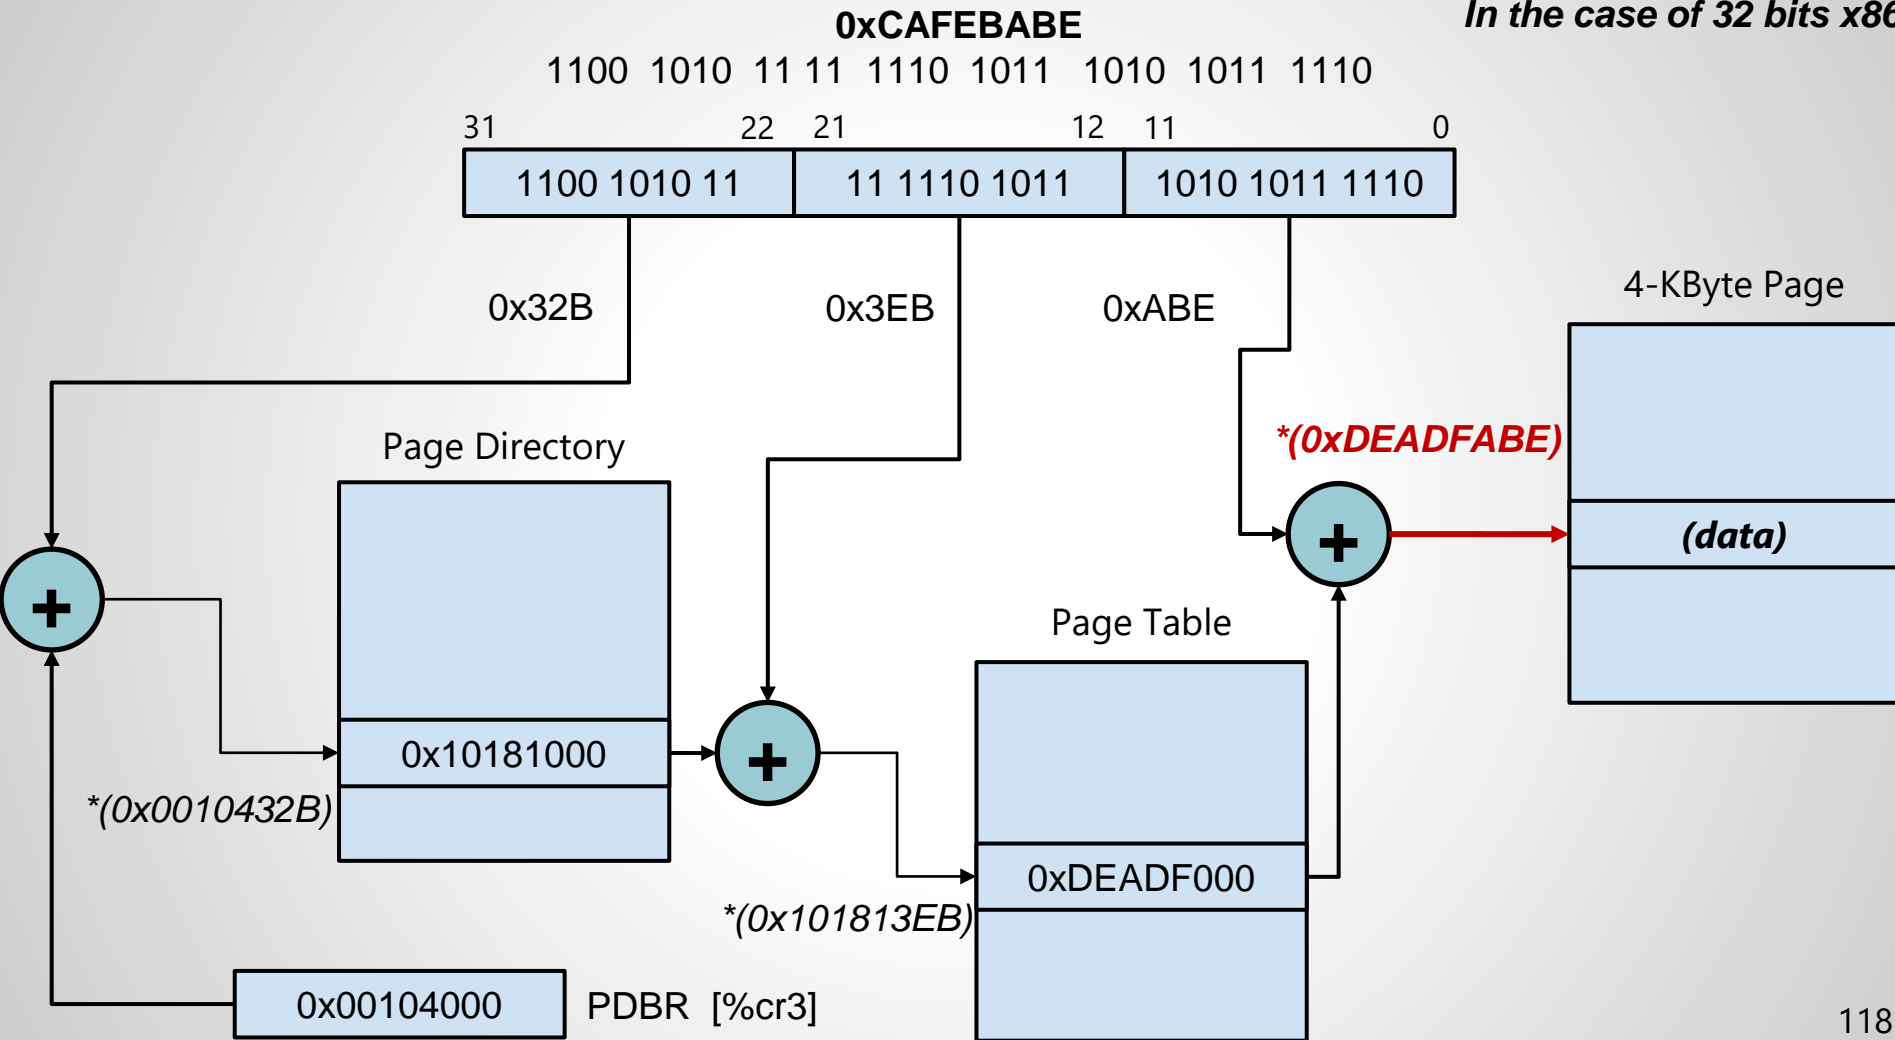 0xCAFEBABE
In the case of 32 bits x86
1100 1010 11 11 1110 1011 1010 1011 1110
31 22 21 12 11 0
1100 1010 11 11 1110 1011 1010 1011 1110
0x32B 0x3EB 0xABE
4-KByte Page
*(0xDEADFABE)
Page Directory
(data)
+
+
Page Table
0x10181000
+
*(0x0010432B)
0xDEADF000
*(0x101813EB)
0x00104000 PDBR [%cr3]
118